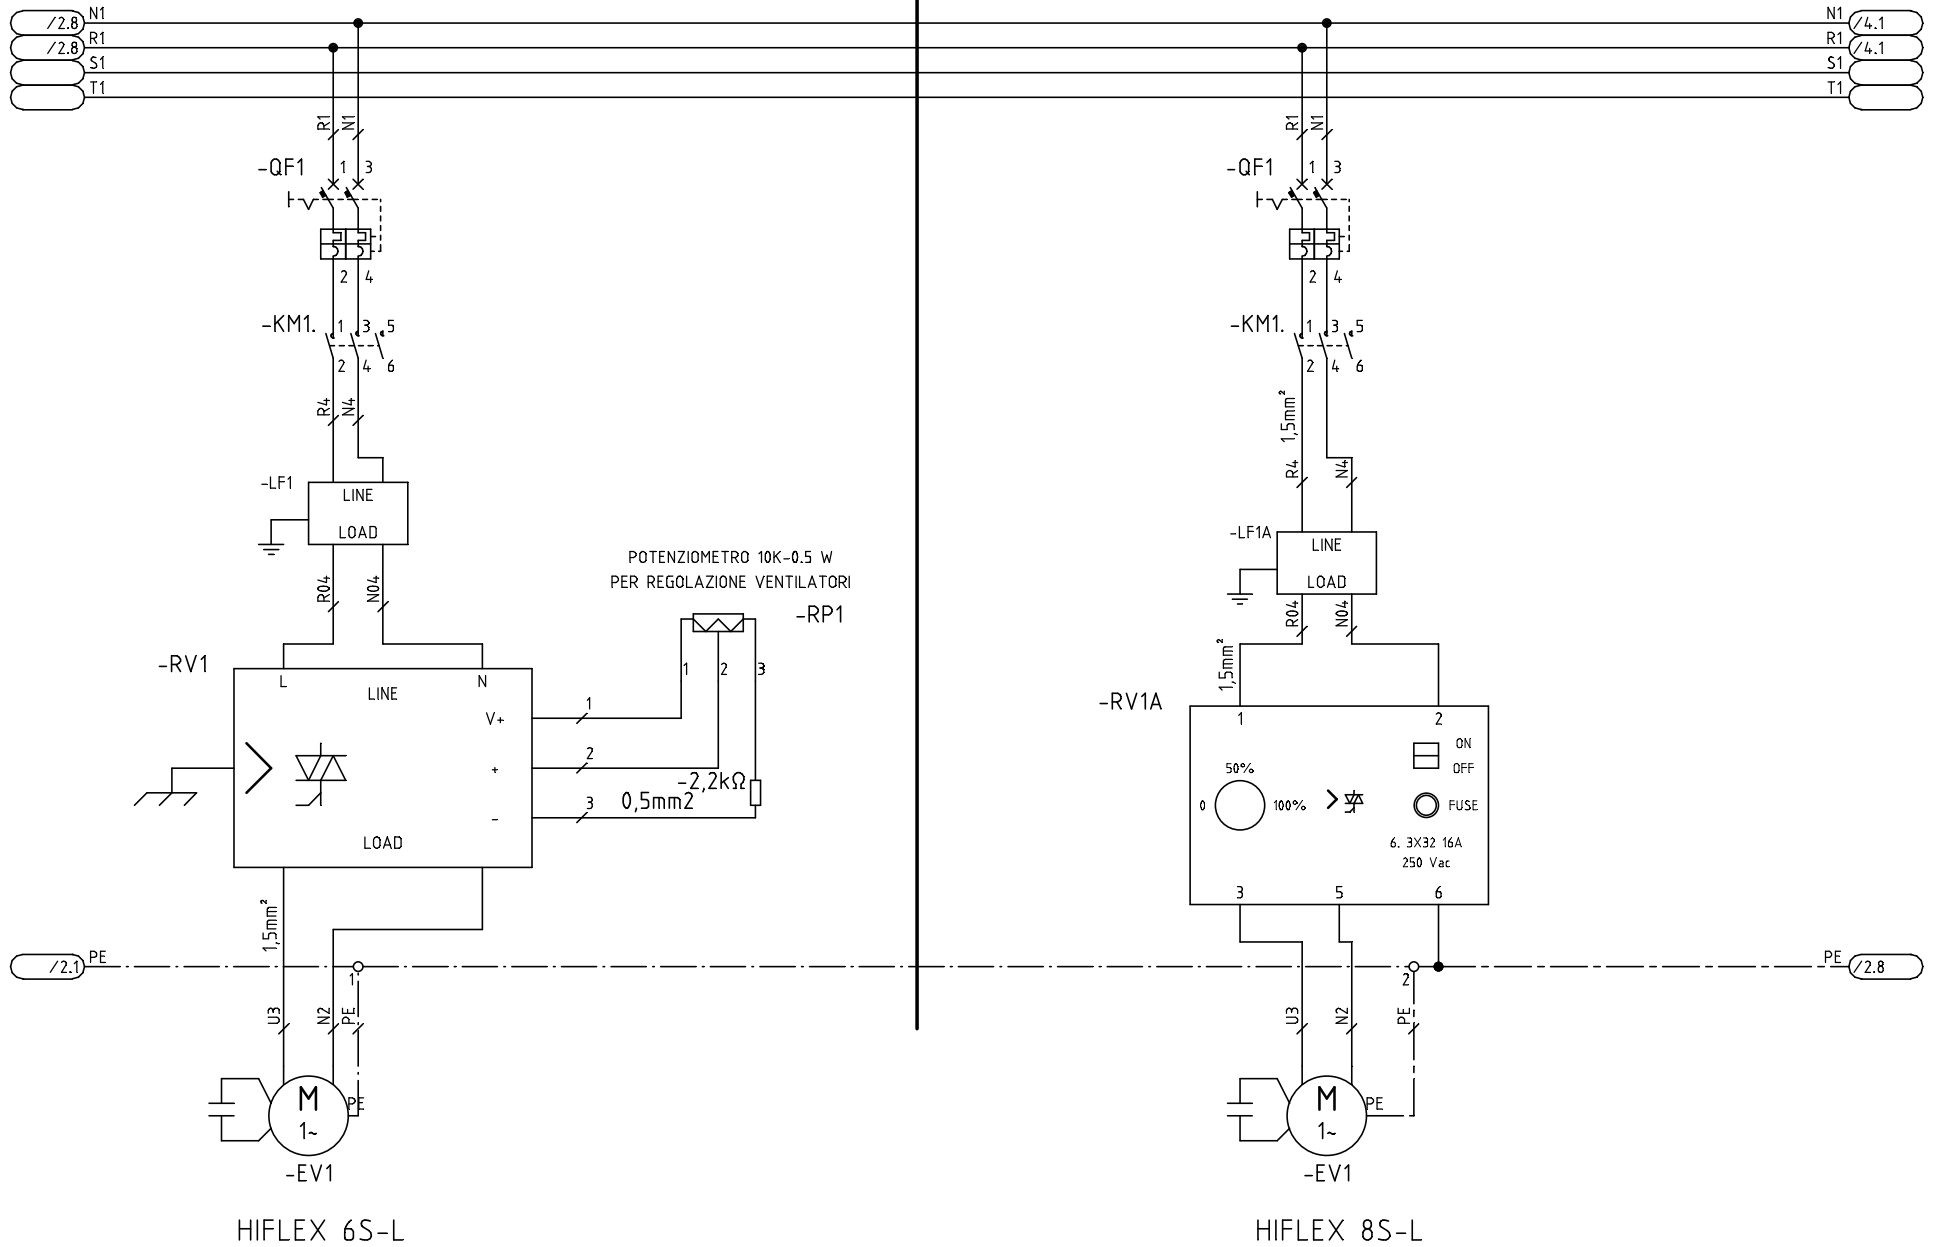 /2.8 N1 N1 /4.1
/2.8 R1 R1 /4.1
S1 S1
T1 T1
R1 N1
-QF1 1 3
2 4
-KM1. 1 3 5
2 4 6
R4 N4
-LF1
LINE
LOAD
R04 N04
POTENZIOMETRO 10K-0.5 W
PER REGOLAZIONE VENTILATORI
-RP1
1 2 3
-RV1
L LINE N
V+ 1
+ 2
- 3
-2,2kΩ
0,5mm2
LOAD
1,5mm²
/2.1 PE
1
U3 N2 PE
M
1~
PE
-EV1
HIFLEX 6S-L
R1 N1
-QF1 1 3
2 4
-KM1. 1 3 5
2 4 6
1,5mm²
R4 N4
-LF1A
LINE
LOAD
R04 N04
1,5mm²
-RV1A
1 2
ON
OFF
50%
0 100%
FUSE
6. 3X32 16A
250 Vac
3 5 6
PE /2.8
2
U3 N2 PE
M
1~
PE
-EV1
HIFLEX 8S-L